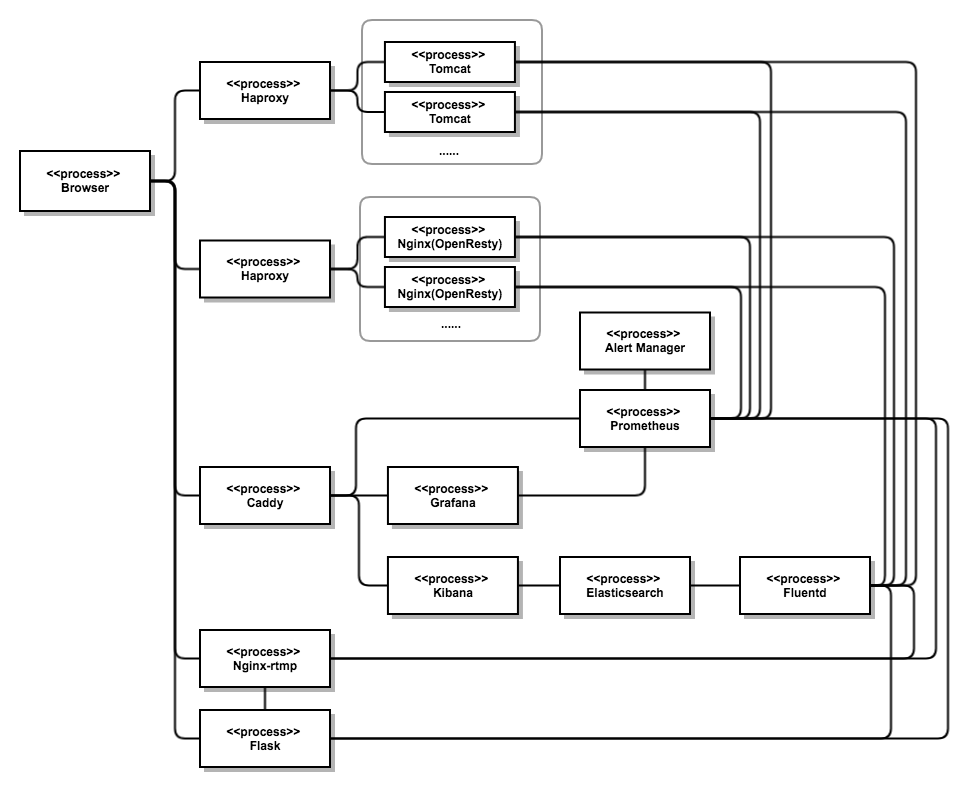 <<process>>
Tomcat
<<process>>
Haproxy
<<process>>
Tomcat
......
<<process>>
Browser
<<process>>
Nginx(OpenResty)
<<process>>
Haproxy
<<process>>
Nginx(OpenResty)
......
<<process>>
Alert Manager
<<process>>
Prometheus
<<process>>
Caddy
<<process>>
Grafana
<<process>>
Kibana
<<process>>
Elasticsearch
<<process>>
Fluentd
<<process>>
Nginx-rtmp
<<process>>
Flask